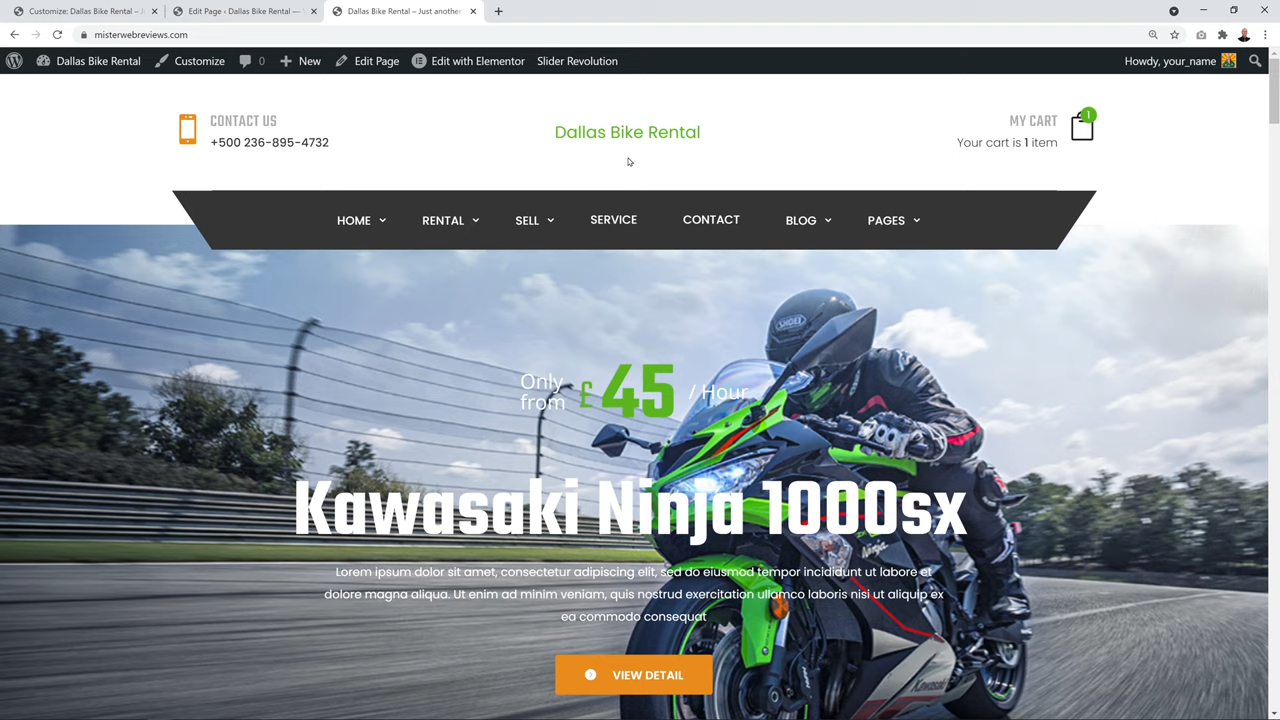 Customize: Dallas Bike Rental – J
Edit Page ‹ Dallas Bike Rental —
Dallas Bike Rental – Just another
misterwebreviews.com
Dallas Bike Rental
Customize
0
New
Edit Page
Edit with Elementor
Slider Revolution
Howdy, your_name
CONTACT US
+500 236-895-4732
Dallas Bike Rental
MY CART
1
Your cart is 1 item
HOME
RENTAL
SELL
SERVICE
CONTACT
BLOG
PAGES
SHOEI
Only
from
£45
/ Hour
Kawasaki Ninja 1000sx
Ninja
Lorem ipsum dolor sit amet, consectetur adipiscing elit, sed do eiusmod tempor incididunt ut labore et
dolore magna aliqua. Ut enim ad minim veniam, quis nostrud exercitation ullamco laboris nisi ut aliquip ex
ea commodo consequat
VIEW DETAIL
Kawasaki